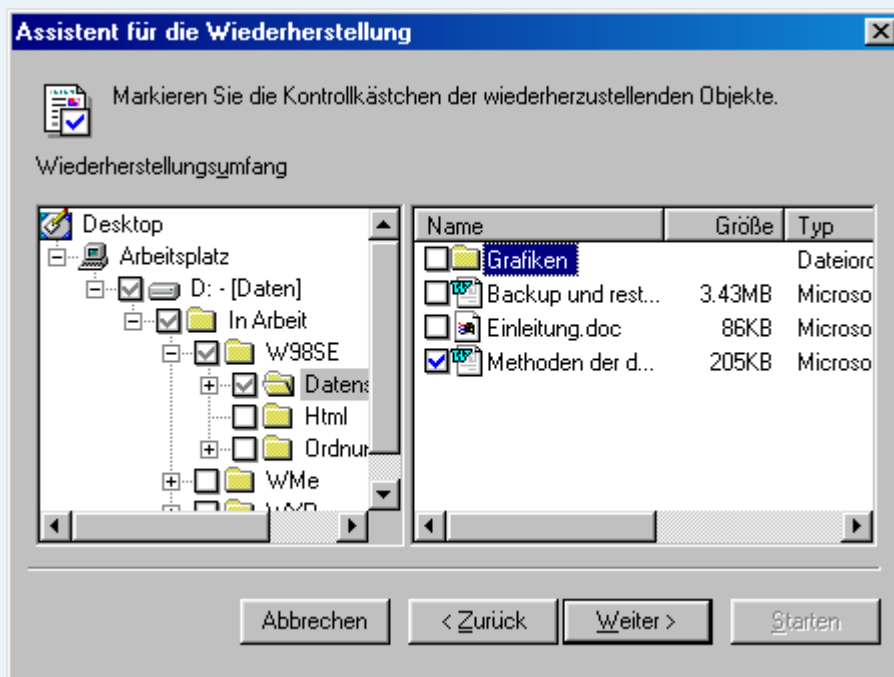 Assistent für die Wiederherstellung
Markieren Sie die Kontrollkästchen der wiederherzustellenden Objekte.
Wiederherstellungsumfang
Desktop
Arbeitsplatz
D: - [Daten]
In Arbeit
W98SE
Datens
Html
Ordnur
WMe
Name Größe Typ
Grafiken Dateiord
Backup und rest... 3.43MB Microso
Einleitung.doc 86KB Microso
Methoden der d... 205KB Microso
Abbrechen < Zurück Weiter > Starten